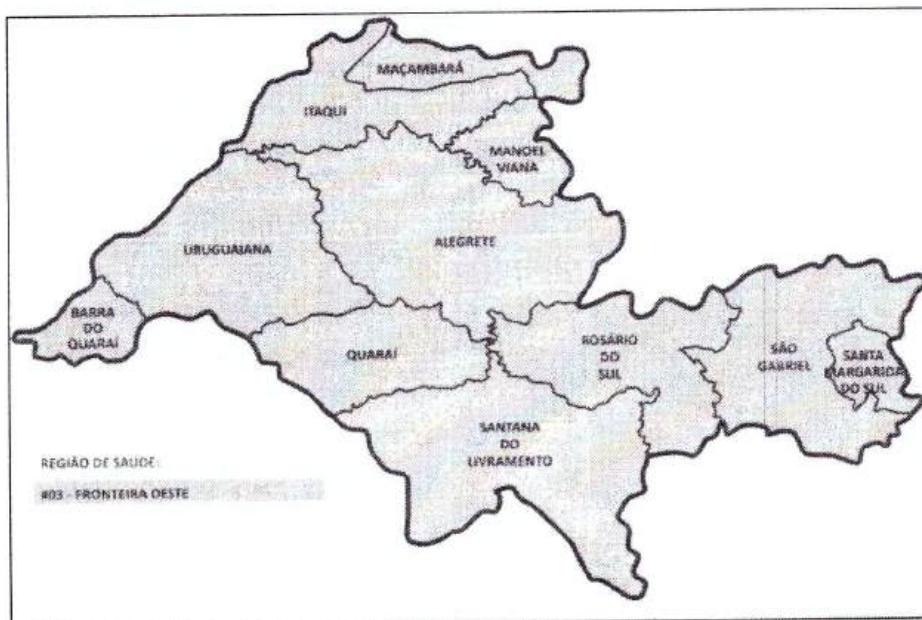 MAÇAMBARÁ
ITAQUI
MANOEL
VIANA
URUGUAIANA
ALEGRETE
BARRA
DO
QUARAÍ
QUARAÍ
ROSÁRIO
DO
SUL
SÃO
GABRIEL
SANTA
MARGARIDA
DO SUL
SANTANA
DO
LIVRAMENTO
REGIÃO DE SAUDE:
#03 - FRONTEIRA OESTE